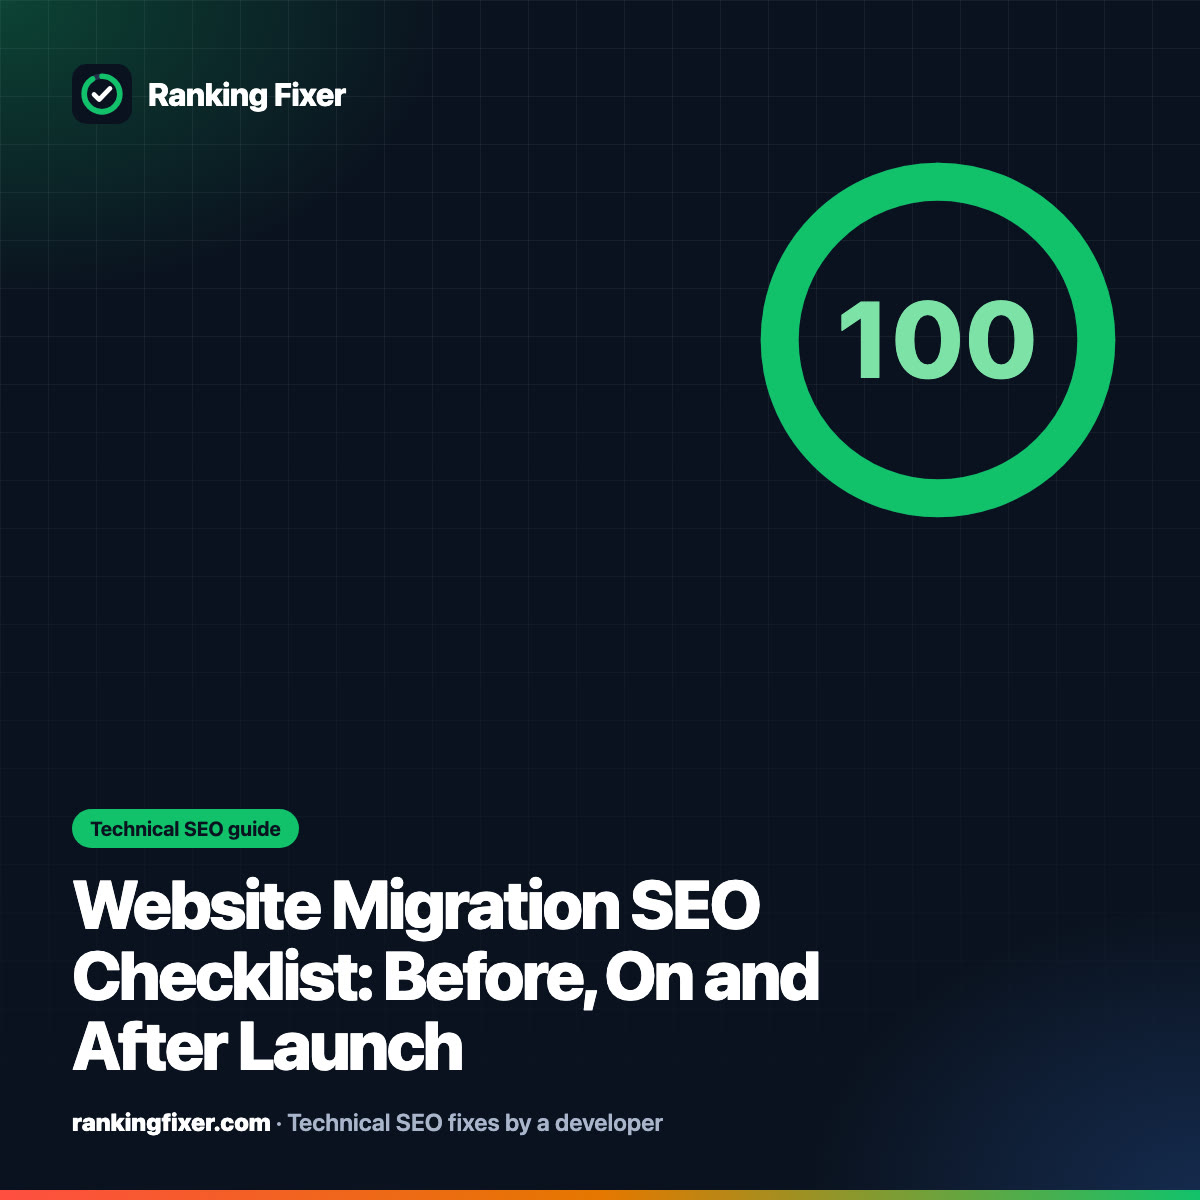 Ranking Fixer
100
Technical SEO guide
Website Migration SEO
Checklist: Before, On and
After Launch
rankingfixer.com · Technical SEO fixes by a developer